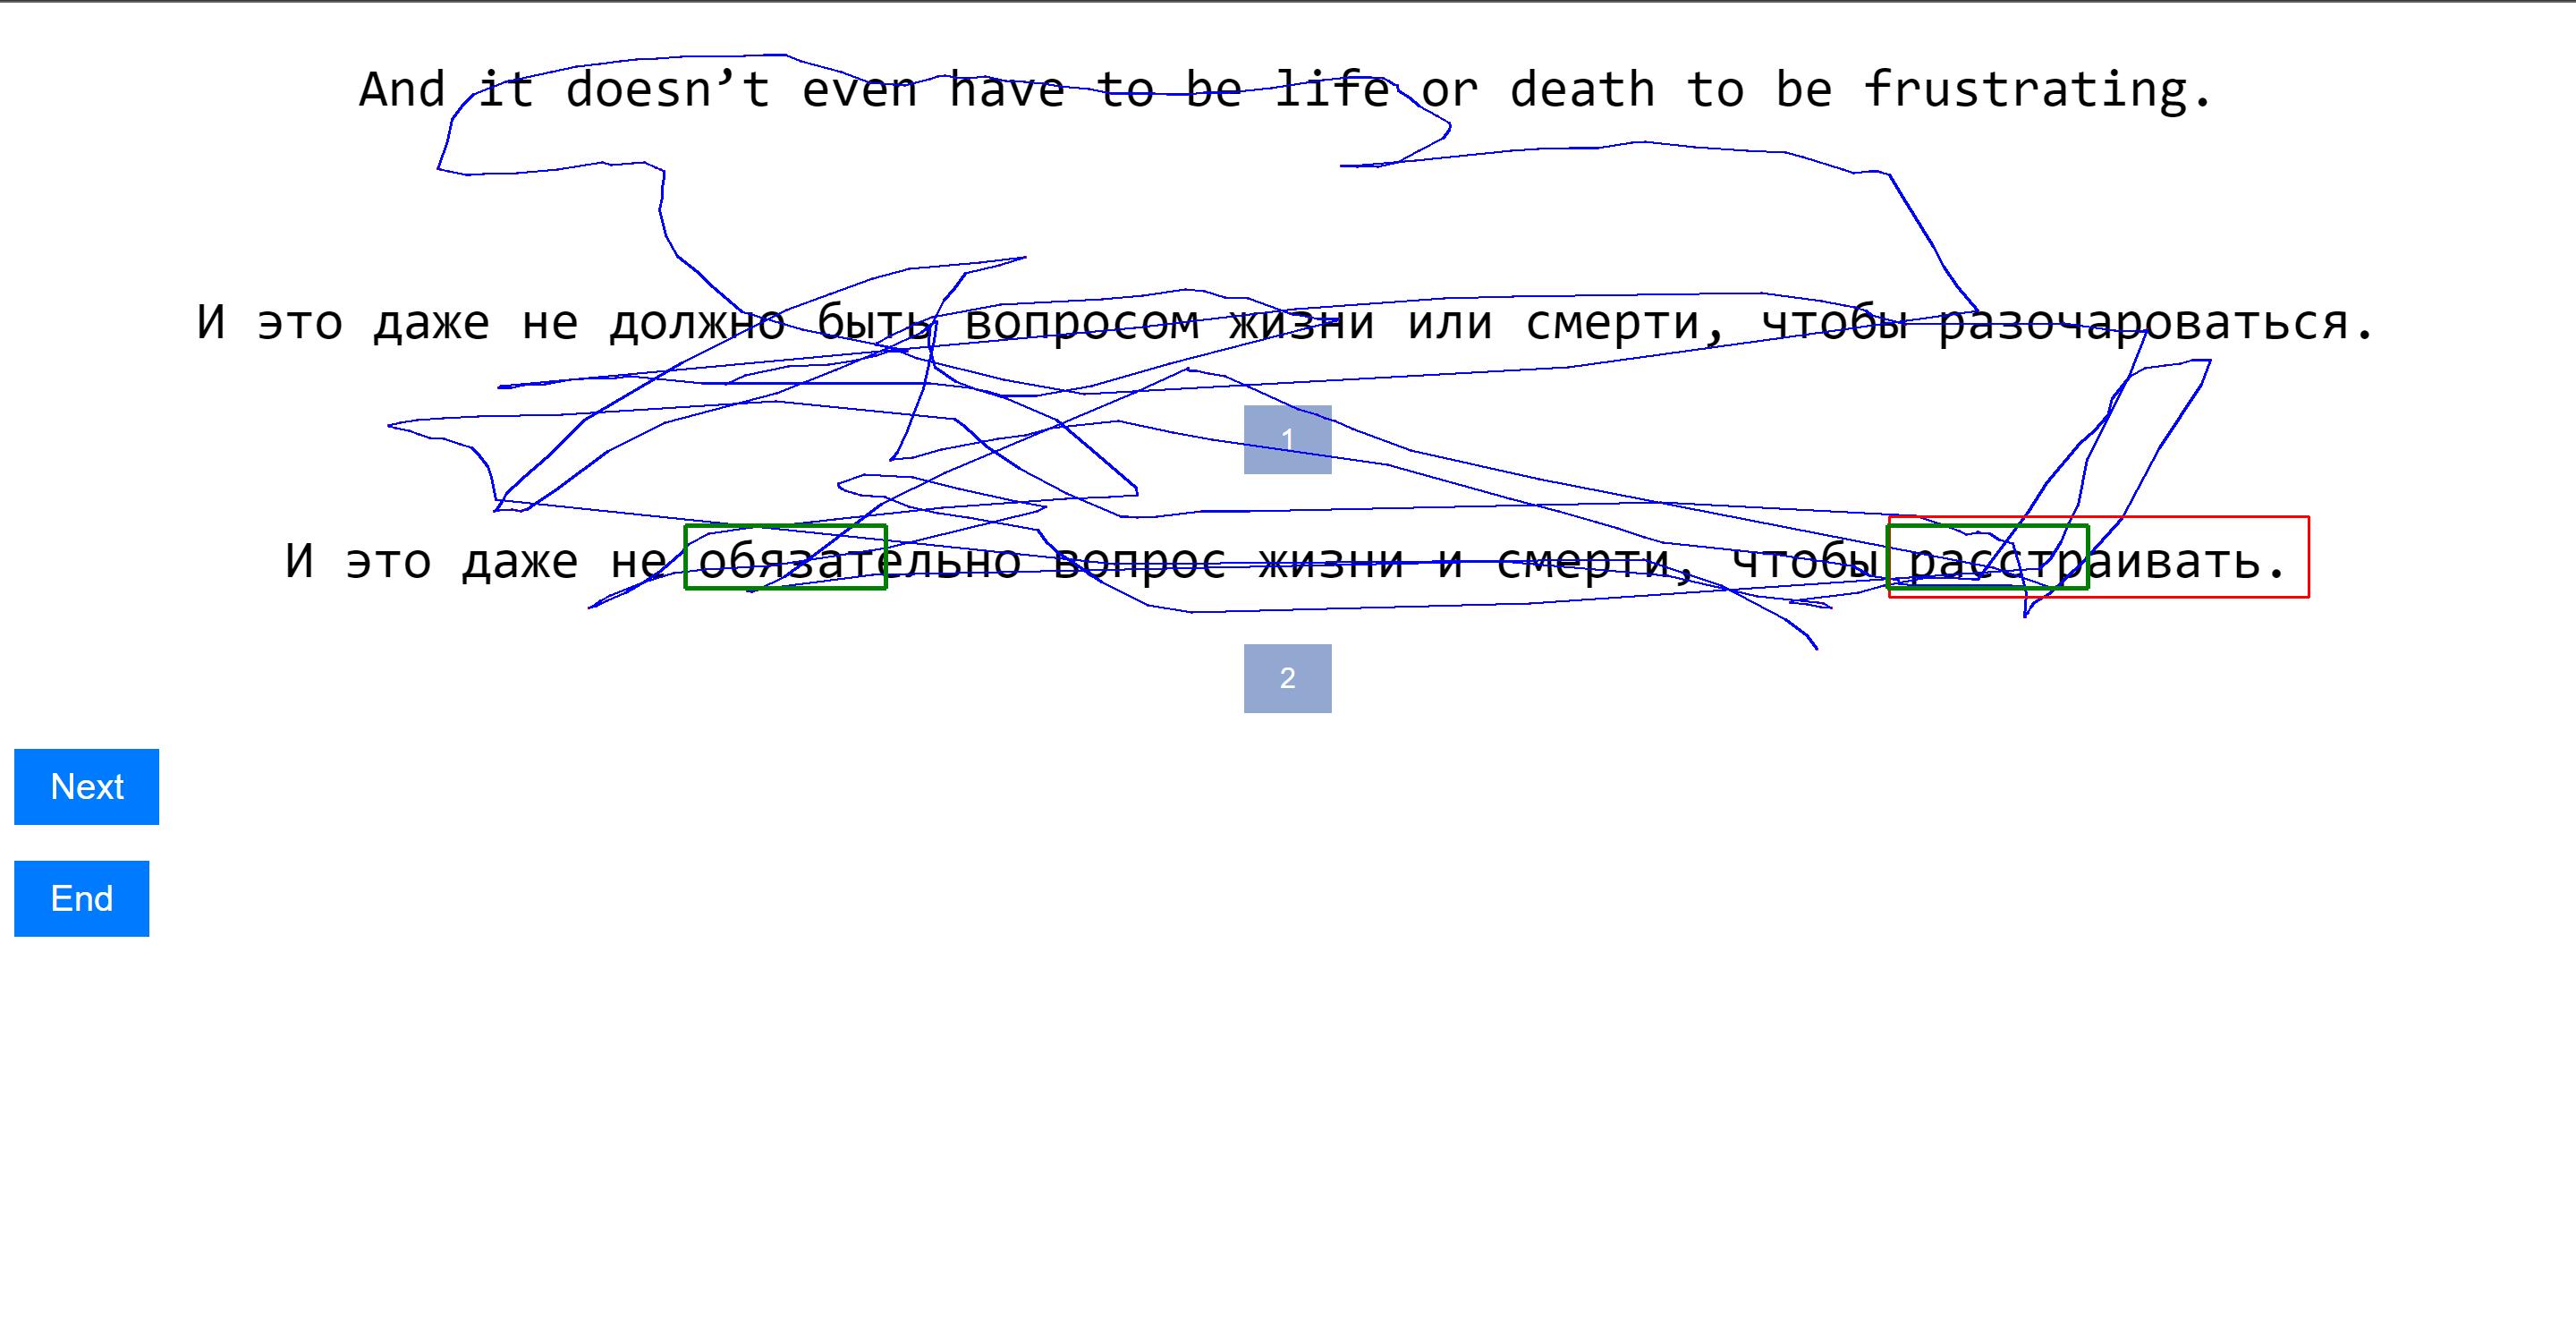 And it doesn’t even have to be life or death to be frustrating.
И это даже не должно быть вопросом жизни или смерти, чтобы разочароваться.
1
И это даже не обязательно вопрос жизни и смерти, чтобы расстраивать.
2
Next
End